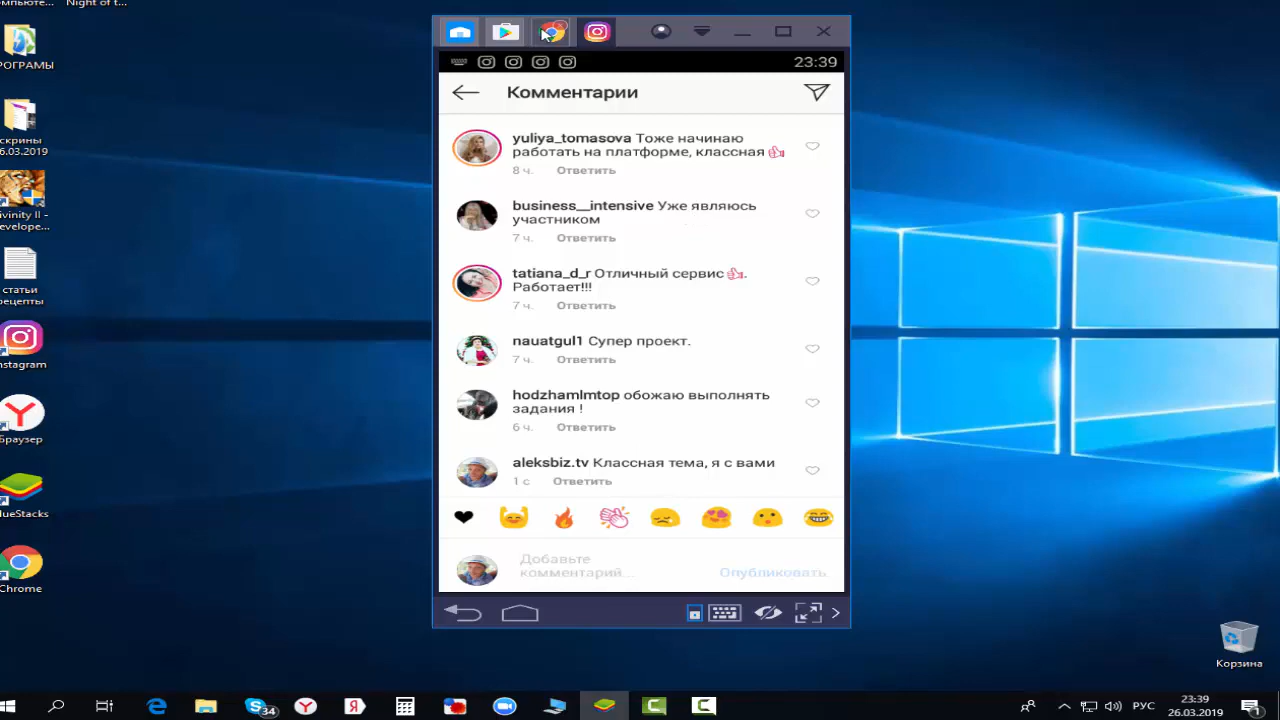 Night of t...
РОГРАМЫ
скрины
6.03.2019
ivinity II -
evelope...
статьи
рецепты
nstagram
Браузер
lueStacks
Chrome
23:39
Комментарии
yuliya_tomasova Тоже начинаю
работать на платформе, классная 👍
8 ч. Ответить
business__intensive Уже являюсь
участником
7 ч. Ответить
tatiana_d_r Отличный сервис👍.
Работает!!!
7 ч. Ответить
nauatgul1 Супер проект.
7 ч. Ответить
hodzhamlmtop обожаю выполнять
задания !
6 ч. Ответить
aleksbiz.tv Классная тема, я с вами
1 с Ответить
Добавьте
комментарий...
Опубликовать
Корзина
34
РУС
23:39
26.03.2019
1